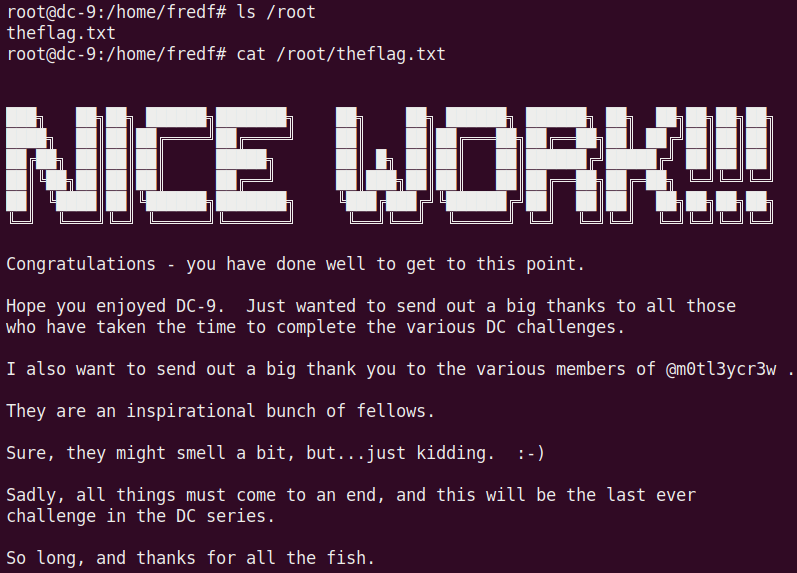 root@dc-9:/home/fredf# ls /root
theflag.txt
root@dc-9:/home/fredf# cat /root/theflag.txt
NICE WORK!!!
Congratulations - you have done well to get to this point.
Hope you enjoyed DC-9.  Just wanted to send out a big thanks to all those
who have taken the time to complete the various DC challenges.
I also want to send out a big thank you to the various members of @m0tl3ycr3w .
They are an inspirational bunch of fellows.
Sure, they might smell a bit, but...just kidding.  :-)
Sadly, all things must come to an end, and this will be the last ever
challenge in the DC series.
So long, and thanks for all the fish.